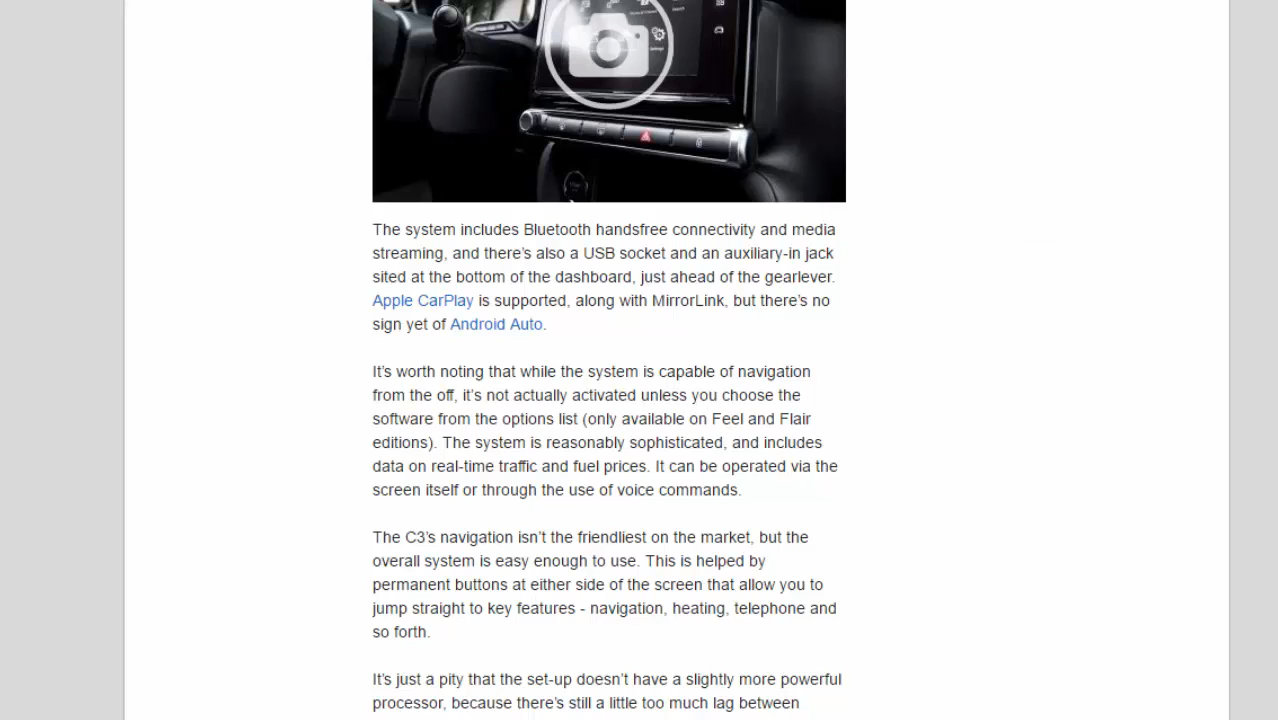 The system includes Bluetooth handsfree connectivity and media
streaming, and there's also a USB socket and an auxiliary-in jack
sited at the bottom of the dashboard, just ahead of the gearlever.
Apple CarPlay is supported, along with MirrorLink, but there's no
sign yet of Android Auto.
It's worth noting that while the system is capable of navigation
from the off, it's not actually activated unless you choose the
software from the options list (only available on Feel and Flair
editions). The system is reasonably sophisticated, and includes
data on real-time traffic and fuel prices. It can be operated via the
screen itself or through the use of voice commands.
The C3's navigation isn't the friendliest on the market, but the
overall system is easy enough to use. This is helped by
permanent buttons at either side of the screen that allow you to
jump straight to key features - navigation, heating, telephone and
so forth.
It's just a pity that the set-up doesn't have a slightly more powerful
processor, because there's still a little too much lag between